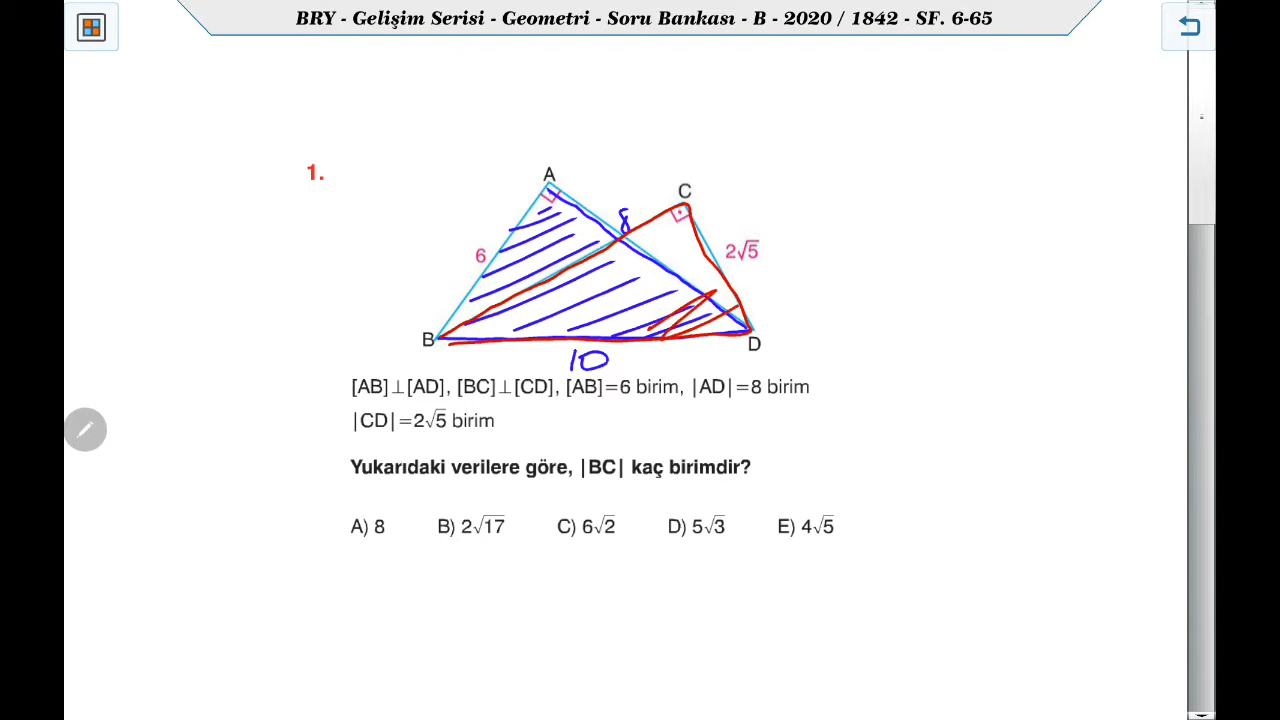 BRY - Gelişim Serisi - Geometri - Soru Bankası - B - 2020 / 1842 - SF. 6-65
1.
A
C
8
6
2√5
B
D
10
[AB]⊥[AD], [BC]⊥[CD], [AB]=6 birim, |AD|=8 birim
|CD|=2√5 birim
Yukarıdaki verilere göre, |BC| kaç birimdir?
A) 8 B) 2√17 C) 6√2 D) 5√3 E) 4√5